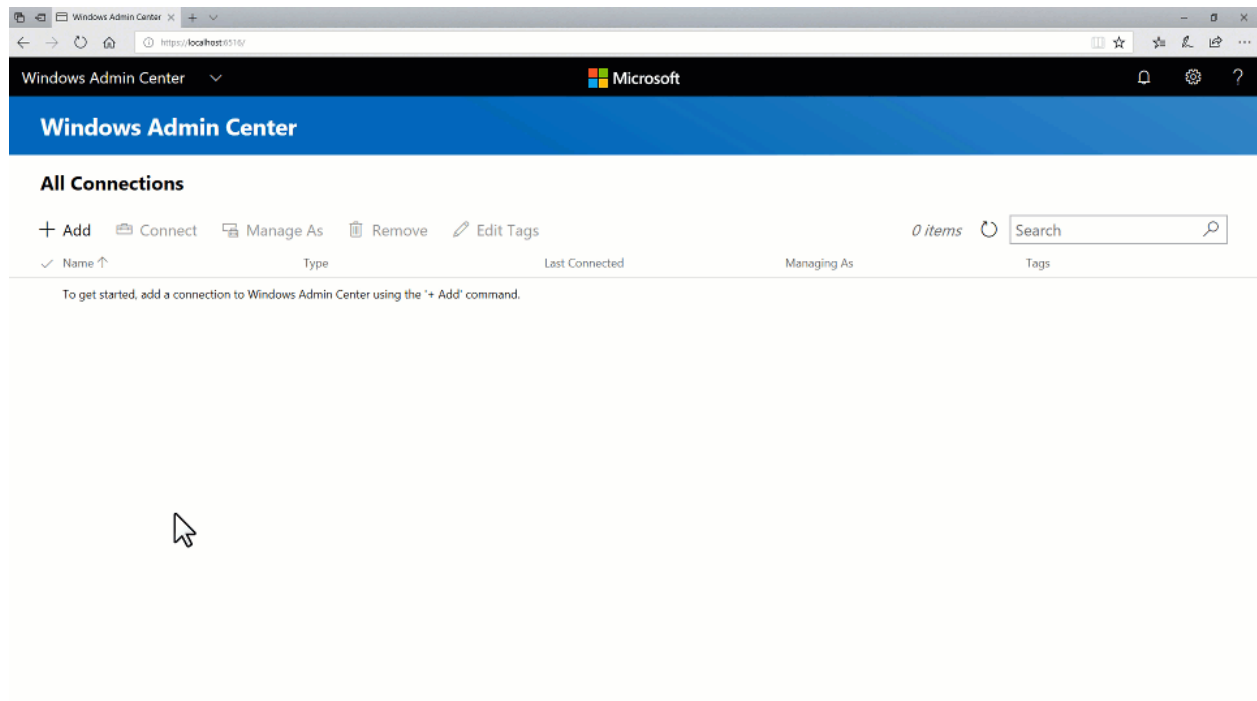 Windows Admin Center
https://localhost:6516/
Windows Admin Center Microsoft ?
Windows Admin Center
All Connections
Add Connect Manage As Remove Edit Tags 0 items Search
Name Type Last Connected Managing As Tags
To get started, add a connection to Windows Admin Center using the '+ Add' command.